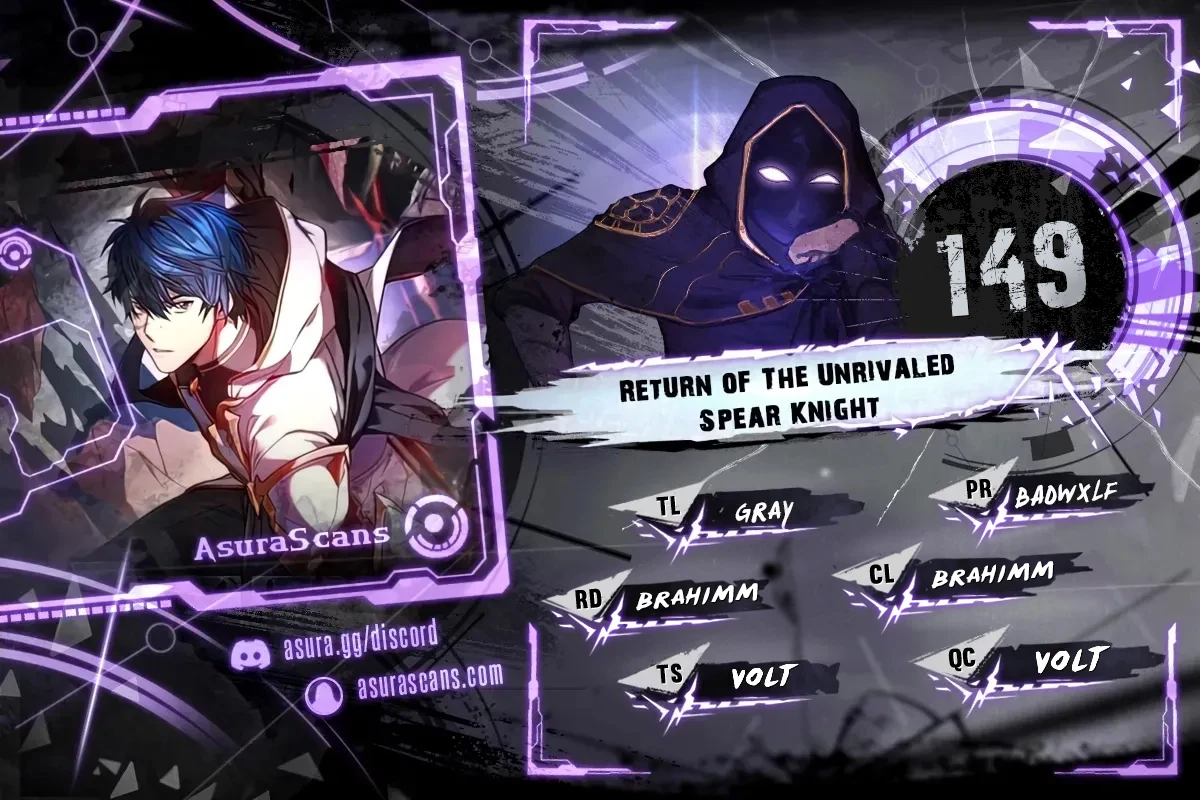 149
RETURN OF THE UNRIVALED
SPEAR KNIGHT
TL GRAY
PR BADWXLF
RD BRAHIMM
CL BRAHIMM
TS VOLT
QC VOLT
AsuraScans
asura.gg/discord
asurascans.com